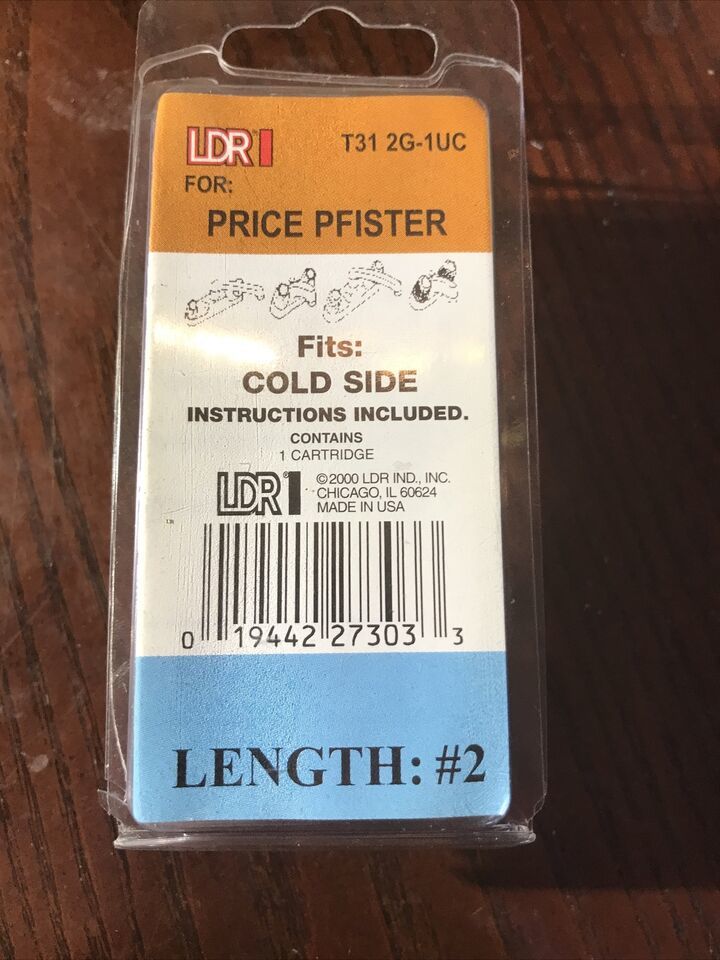 LDR® T31 2G-1UC
FOR:
PRICE PFISTER
Fits:
COLD SIDE
INSTRUCTIONS INCLUDED.
CONTAINS
1 CARTRIDGE
LDR® ©2000 LDR IND., INC.
CHICAGO, IL 60624
MADE IN USA
0 19442 27303 3
LENGTH: #2